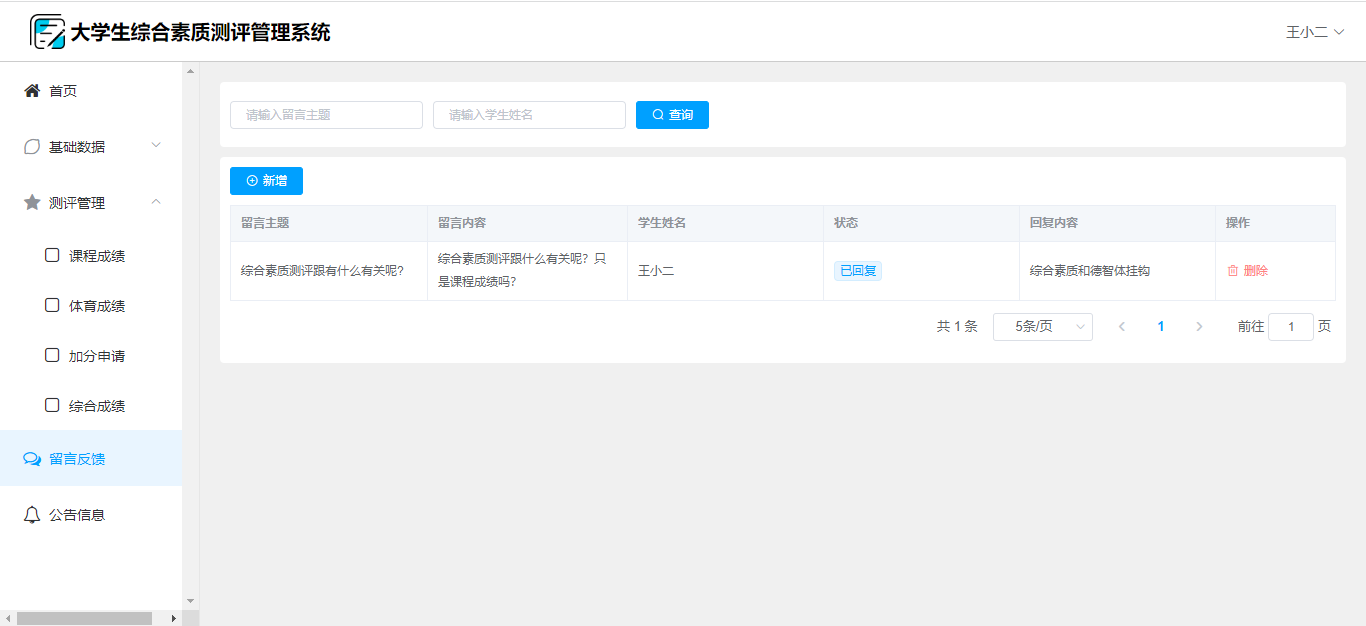 大学生综合素质测评管理系统
王小二
首页
基础数据
测评管理
课程成绩
体育成绩
加分申请
综合成绩
留言反馈
公告信息
请输入留言主题
请输入学生姓名
查询
新增
留言主题 留言内容 学生姓名 状态 回复内容 操作
综合素质测评跟有什么有关呢?
综合素质测评跟什么有关呢？只
是课程成绩吗?
王小二
已回复
综合素质和德智体挂钩
删除
共 1 条 5条/页 1 前往 1 页